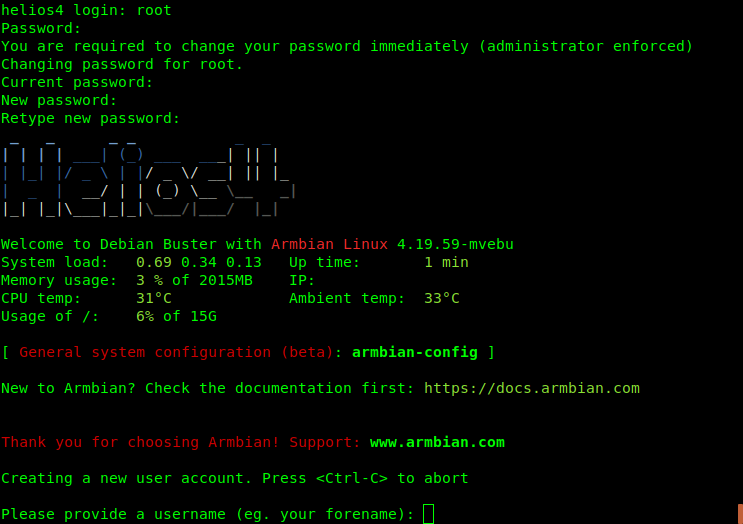 helios4 login: root
Password:
You are required to change your password immediately (administrator enforced)
Changing password for root.
Current password:
New password:
Retype new password:
Helios4
Welcome to Debian Buster with Armbian Linux 4.19.59-mvebu
System load:   0.69 0.34 0.13   Up time:       1 min
Memory usage:  3 % of 2015MB    IP:
CPU temp:      31°C             Ambient temp:  33°C
Usage of /:    6% of 15G
[ General system configuration (beta): armbian-config ]
New to Armbian? Check the documentation first: https://docs.armbian.com
Thank you for choosing Armbian! Support: www.armbian.com
Creating a new user account. Press <Ctrl-C> to abort
Please provide a username (eg. your forename):